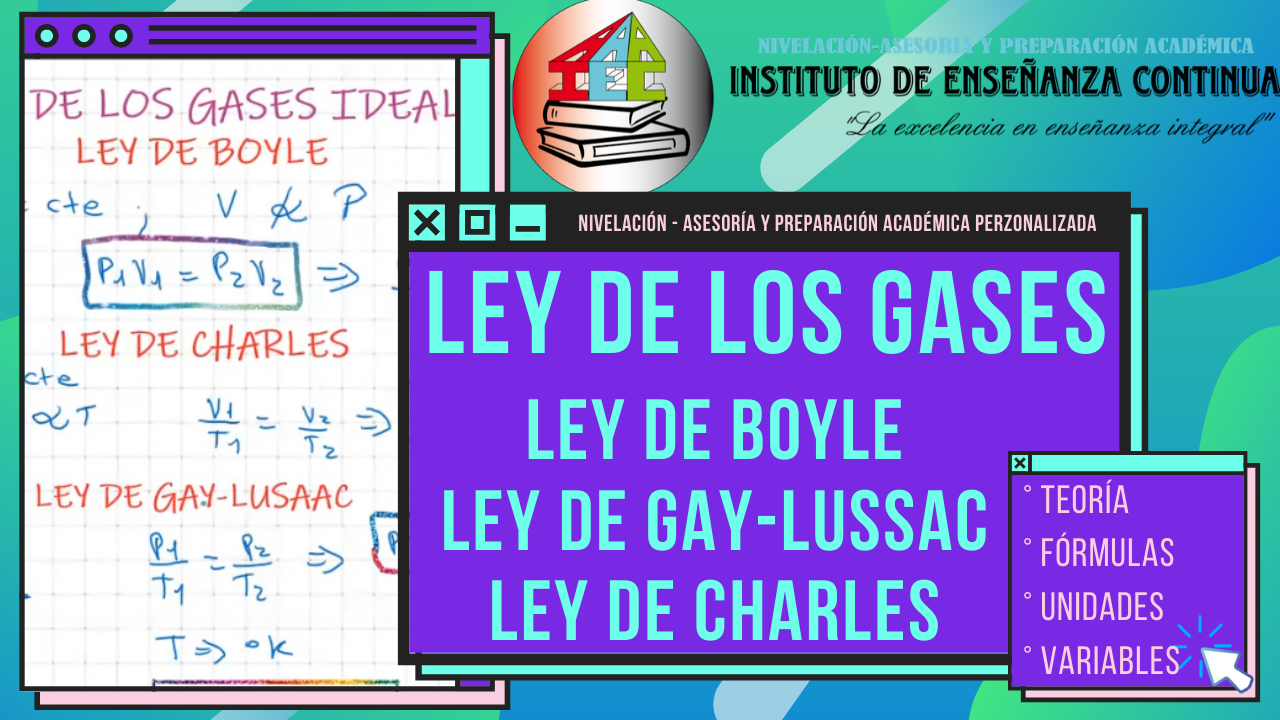 NIVELACIÓN-ASESORIA Y PREPARACIÓN ACADÉMICA
INSTITUTO DE ENSEÑANZA CONTINUA
"La excelencia en enseñanza integral"
IEC
DE LOS GASES IDEAL
LEY DE BOYLE
cte ; V ∝̸ P
P1V1 = P2V2 ⇒
LEY DE CHARLES
cte
∝ T V1/T1 = V2/T2 ⇒
LEY DE GAY-LUSAAC
P1/T1 = P2/T2 ⇒
T ⇒ °K
NIVELACIÓN - ASESORÍA Y PREPARACIÓN ACADÉMICA PERZONALIZADA
LEY DE LOS GASES
LEY DE BOYLE
LEY DE GAY-LUSSAC
LEY DE CHARLES
° TEORÍA
° FÓRMULAS
° UNIDADES
° VARIABLES